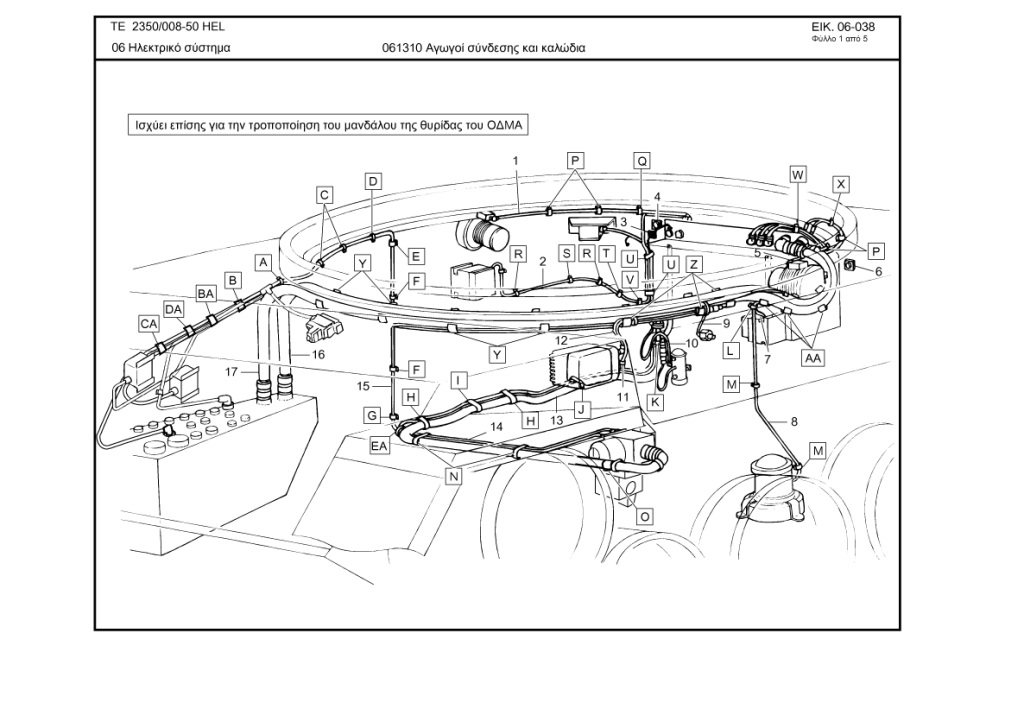 ΤΕ 2350/008-50 HEL
ΕΙΚ. 06-038
Φύλλο 1 από 5
06 Ηλεκτρικό σύστημα
061310 Αγωγοί σύνδεσης και καλώδια
Ισχύει επίσης για την τροποποίηση του μανδάλου της θυρίδας του ΟΔΜΑ
1
P
Q
W
X
D
C
4
3
E
A
Y
F
R
2
S
R
T
U
V
U
Z
5
P
6
B
BA
DA
CA
16
17
12
9
10
Y
F
15
I
H
G
EA
14
H
13
J
11
K
L
7
AA
M
8
M
N
O